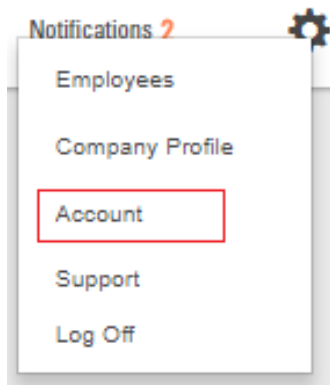 Notifications 2
Employees
Company Profile
Account
Support
Log Off